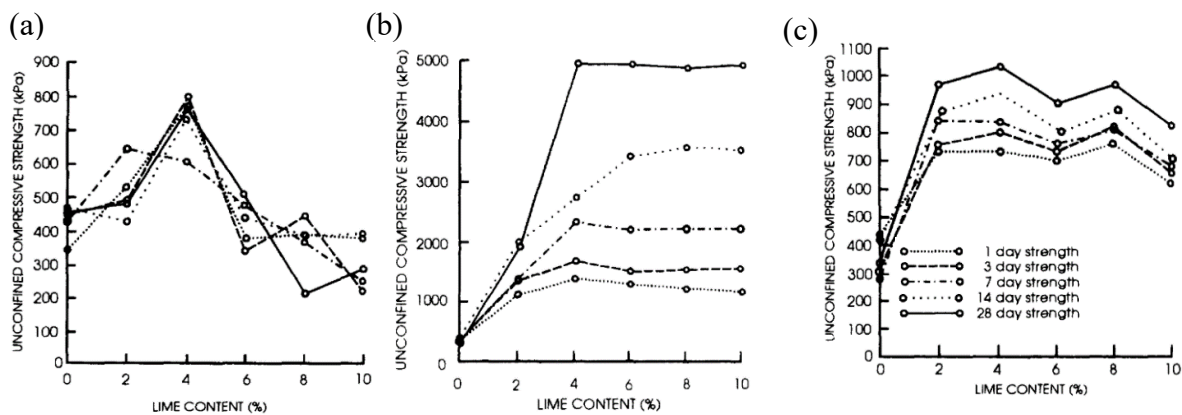 (a)
UNCONFINED COMPRESSIVE STRENGTH (kPa)
900
800
700
600
500
400
300
200
100
0
0 2 4 6 8 10
LIME CONTENT (%)
(b)
UNCONFINED COMPRESSIVE STRENGTH (kPa)
5000
4000
3000
2000
1000
0
0 2 4 6 8 10
LIME CONTENT (%)
(c)
UNCONFINED COMPRESSIVE STRENGTH (kPa)
1100
1000
900
800
700
600
500
400
300
200
100
0
1 day strength
3 day strength
7 day strength
14 day strength
28 day strength
0 2 4 6 8 10
LIME CONTENT (%)